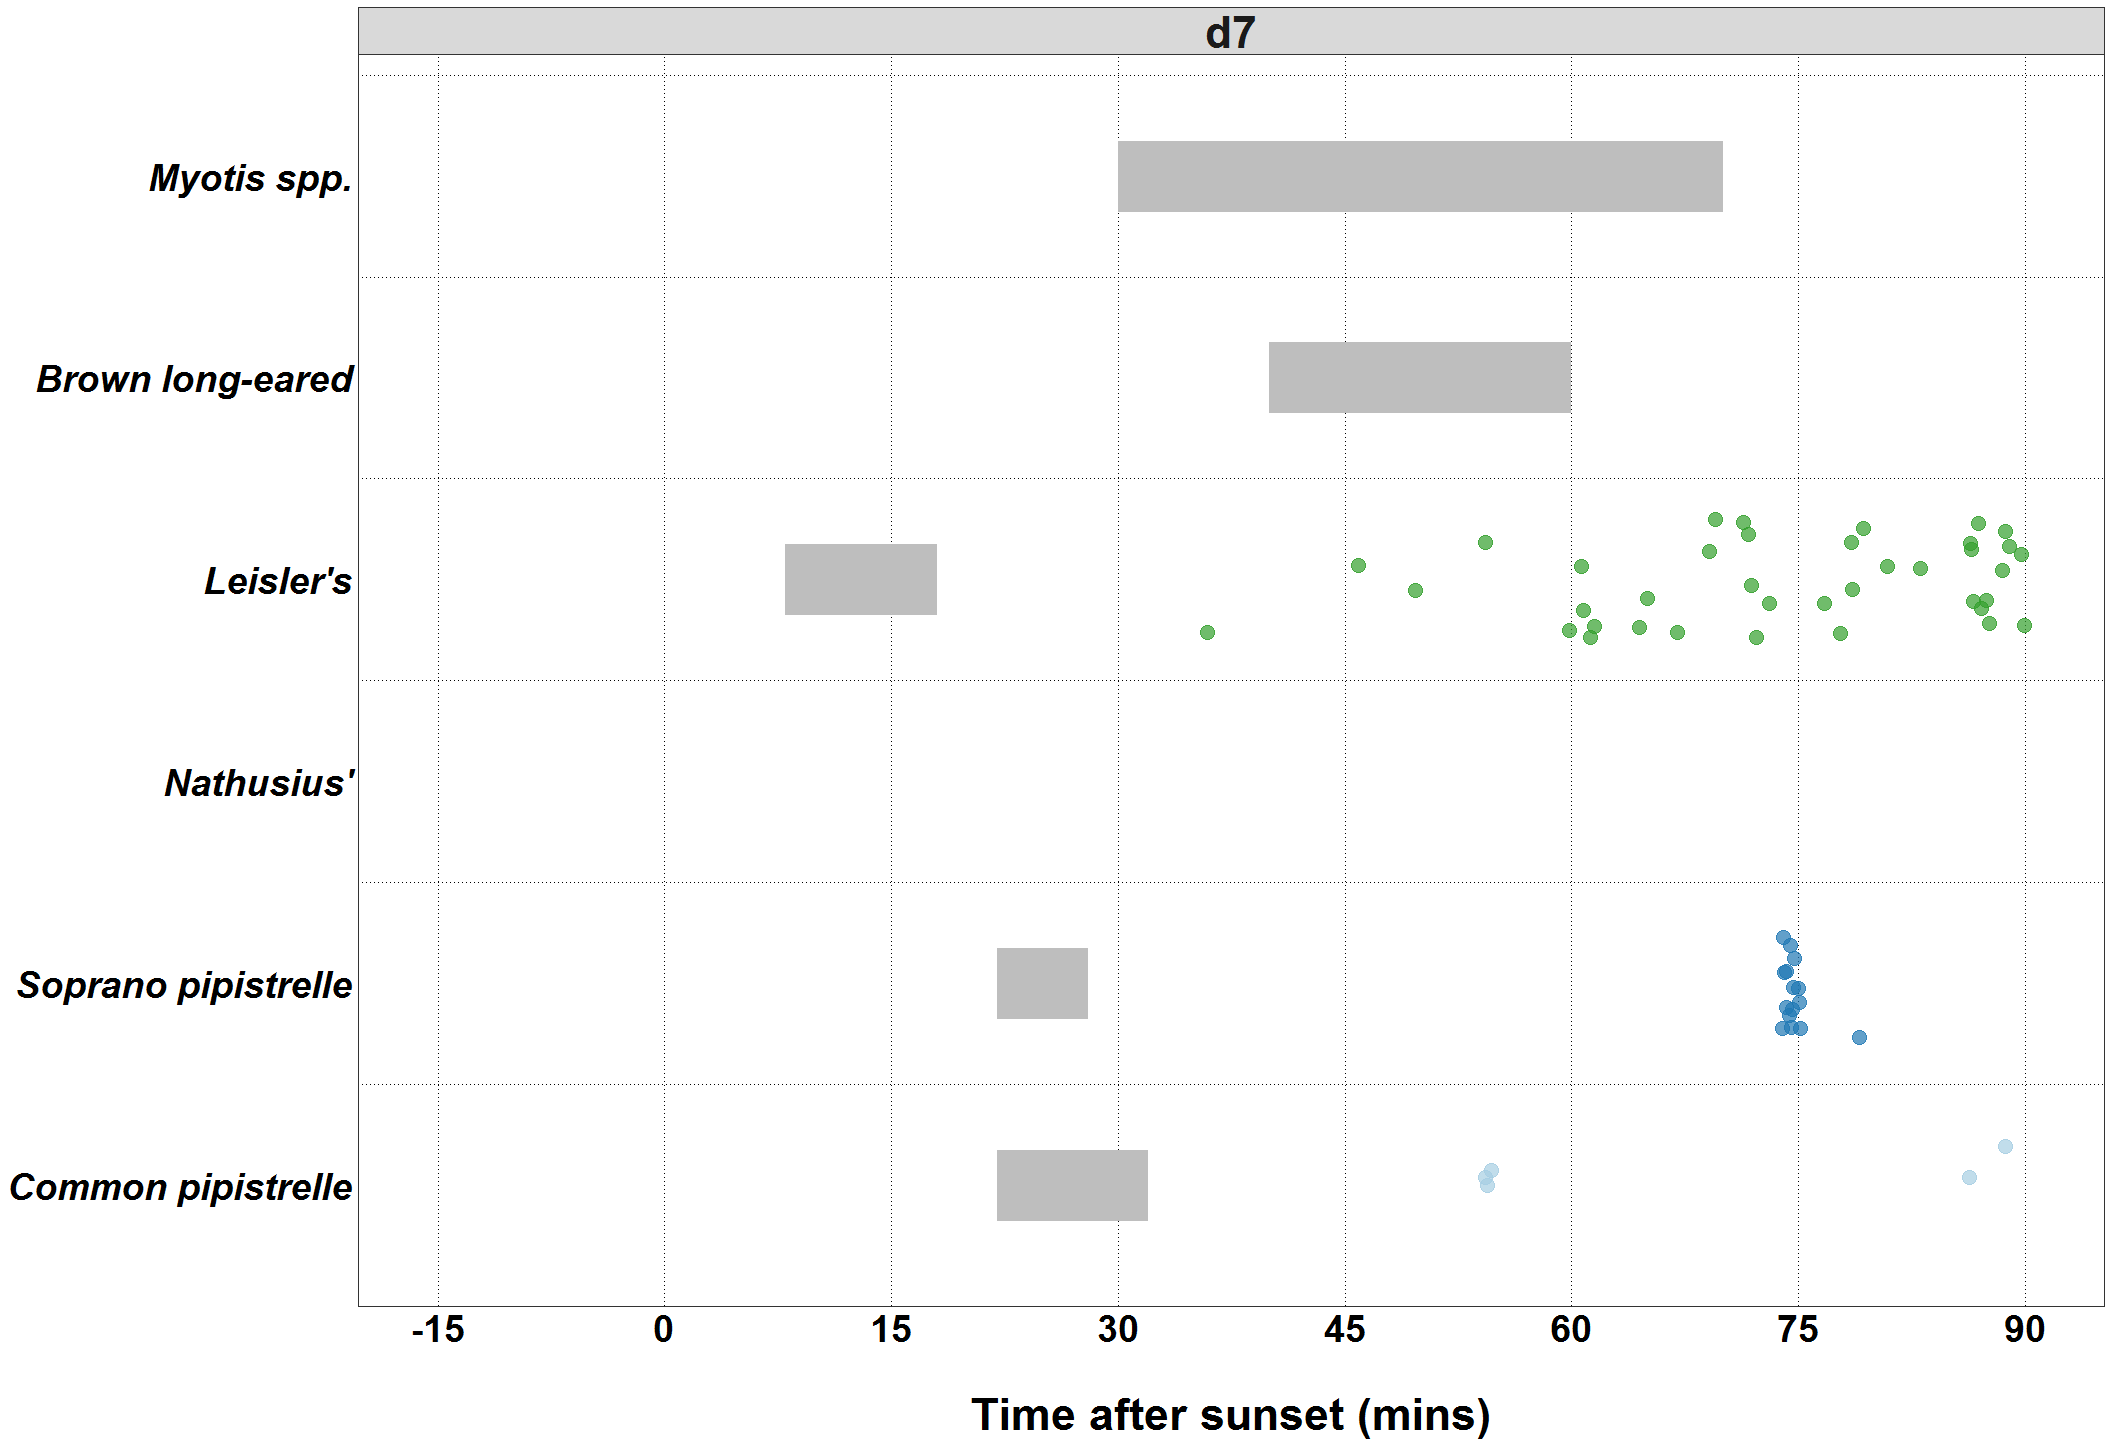 d7
Myotis spp.
Brown long-eared
Leisler's
Nathusius'
Soprano pipistrelle
Common pipistrelle
-15 0 15 30 45 60 75 90
Time after sunset (mins)